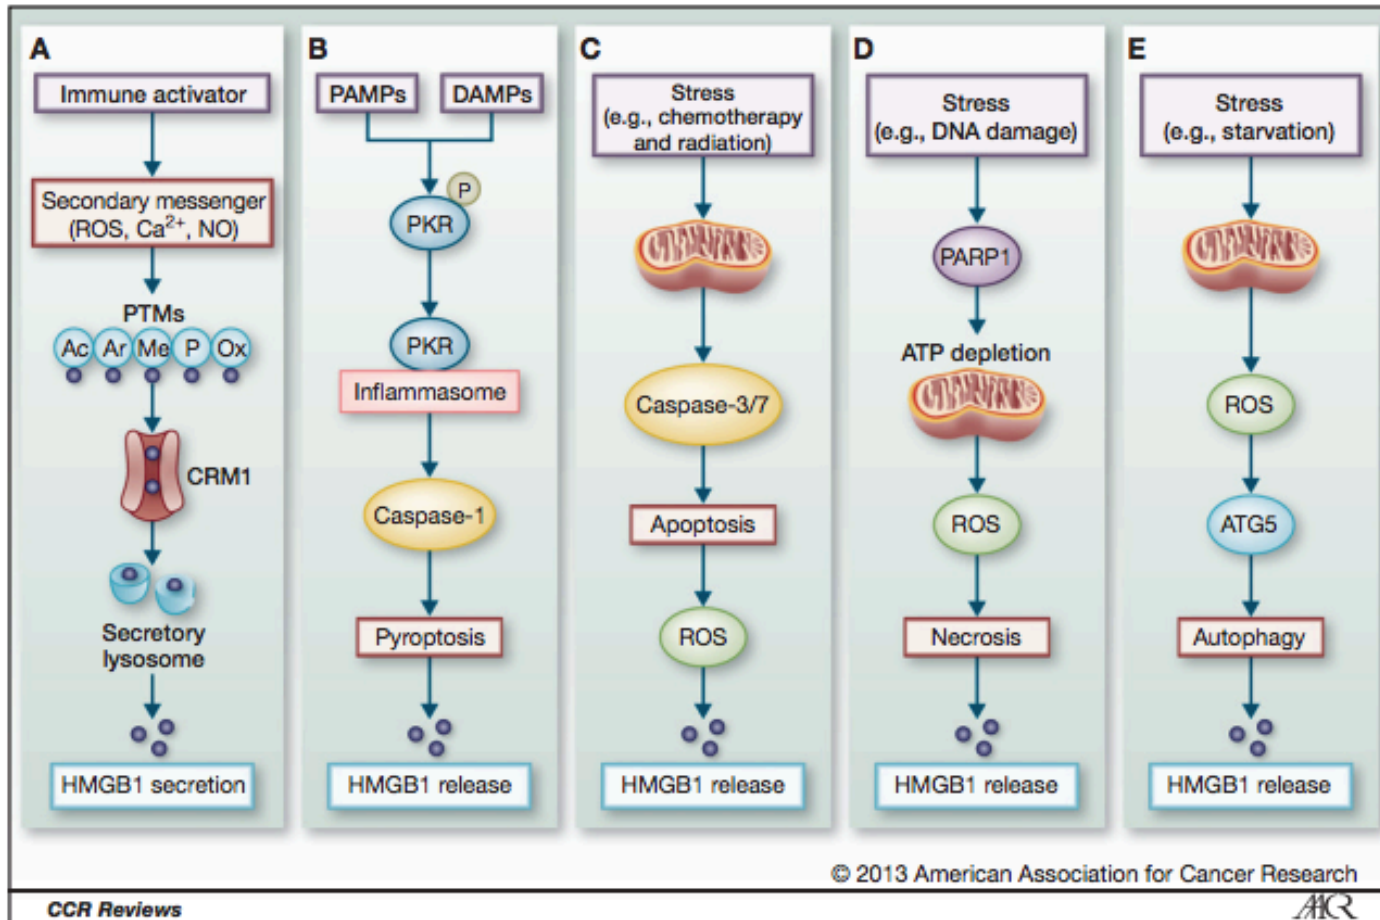 A
Immune activator
Secondary messenger
(ROS, Ca²⁺, NO)
PTMs
Ac Ar Me P Ox
CRM1
Secretory
lysosome
HMGB1 secretion
B
PAMPs DAMPs
P
PKR
PKR
Inflammasome
Caspase-1
Pyroptosis
HMGB1 release
C
Stress
(e.g., chemotherapy
and radiation)
Caspase-3/7
Apoptosis
ROS
HMGB1 release
D
Stress
(e.g., DNA damage)
PARP1
ATP depletion
ROS
Necrosis
HMGB1 release
E
Stress
(e.g., starvation)
ROS
ATG5
Autophagy
HMGB1 release
© 2013 American Association for Cancer Research
CCR Reviews
AACR